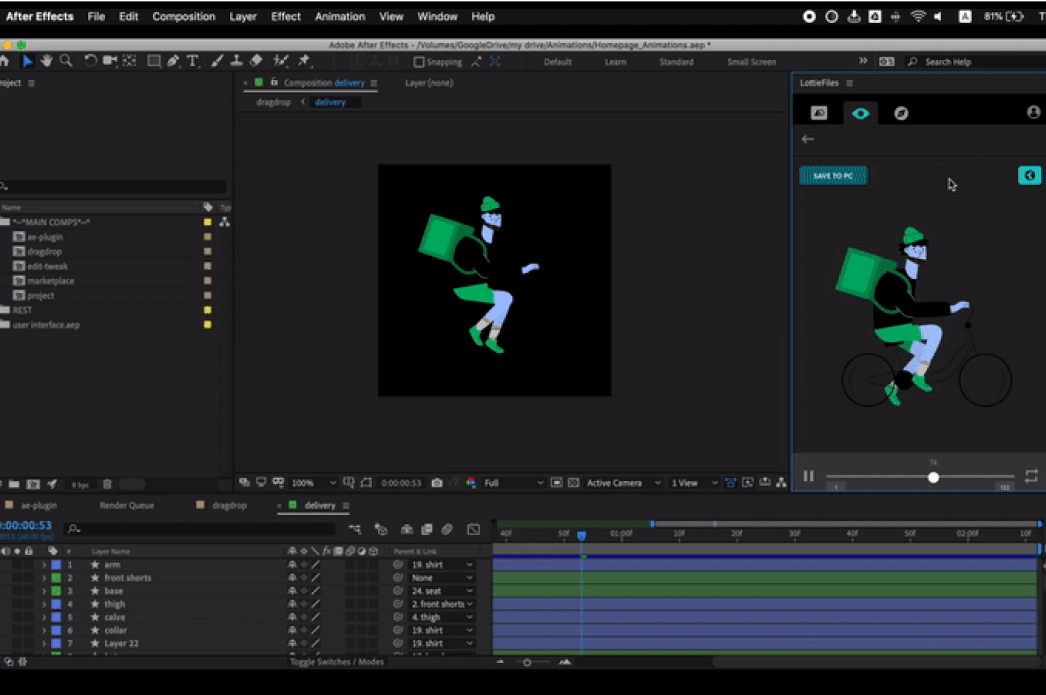 After Effects File Edit Composition Layer Effect Animation View Window Help
81%
Adobe After Effects - /Volumes/GoogleDrive/my drive/Animations/Homepage_Animations.aep *
Snapping Default Learn Standard Small Screen Search Help
roject
Composition delivery Layer (none)
LottieFiles
dragdrop delivery
SAVE TO PC
Name Typ
*~*MAIN COMPS*~*
ae-plugin
dragdrop
edit-tweak
marketplace
project
REST
user interface.aep
74
1
8 bpc 100% 0:00:00:53 Full Active Camera 1 View
ae-plugin Render Queue dragdrop delivery
0:00:00:53
40f 50f 01:00f 10f 20f 30f 40f 50f 02:00f 10f
# Layer Name Parent & Link
1 arm 19. shirt
2 front shorts None
3 base 24. seat
4 thigh 2. front shorts
5 calve 4. thigh
6 collar 19. shirt
7 Layer 22 19. shirt
Toggle Switches / Modes